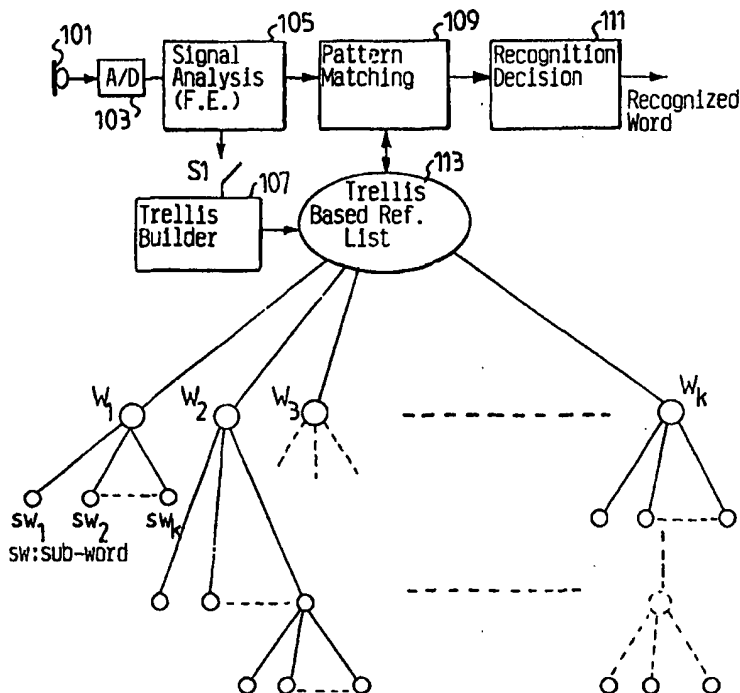 101
A/D
103
105
Signal
Analysis
(F.E.)
109
Pattern
Matching
111
Recognition
Decision
Recognized
Word
S1
107
Trellis
Builder
113
Trellis
Based Ref.
List
W1
W2
W3
Wk
sw1
sw2
swk
sw:sub-word